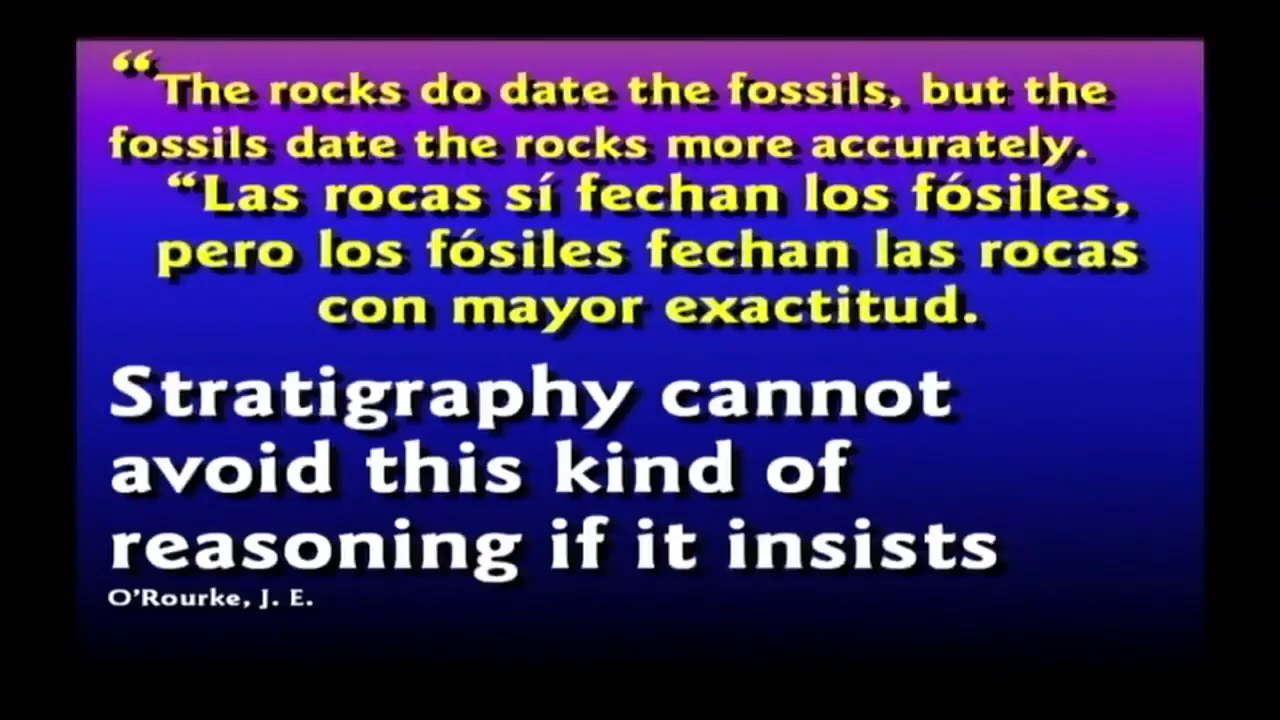 “The rocks do date the fossils, but the
fossils date the rocks more accurately.
“Las rocas sí fechan los fósiles,
pero los fósiles fechan las rocas
con mayor exactitud.
Stratigraphy cannot
avoid this kind of
reasoning if it insists
O’Rourke, J. E.